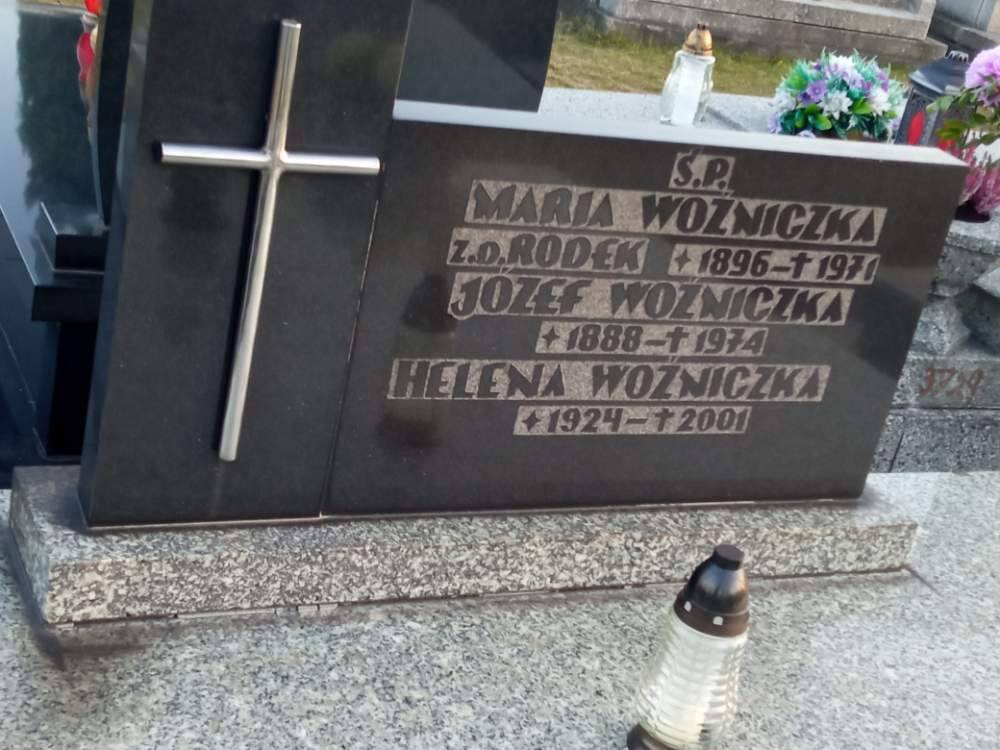 Ś.P.
MARIA WOŹNICZKA
z.d. RODEK ✦ 1896 – † 1971
JÓZEF WOŹNICZKA
✦ 1888 – † 1974
HELENA WOŹNICZKA
✦ 1924 – † 2001